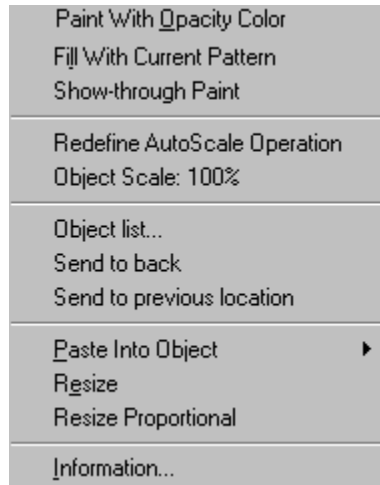 Paint With Opacity Color
Fill With Current Pattern
Show-through Paint
Redefine AutoScale Operation
Object Scale: 100%
Object list...
Send to back
Send to previous location
Paste Into Object
Resize
Resize Proportional
Information...